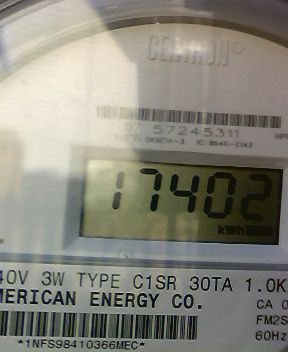 CENTRON®
07 57245311
17402
kWh
40V 3W TYPE C1SR 30TA 1.0K
MERICAN ENERGY CO.
CA 0
FM2S
60Hz
*1NFS98410366MEC*